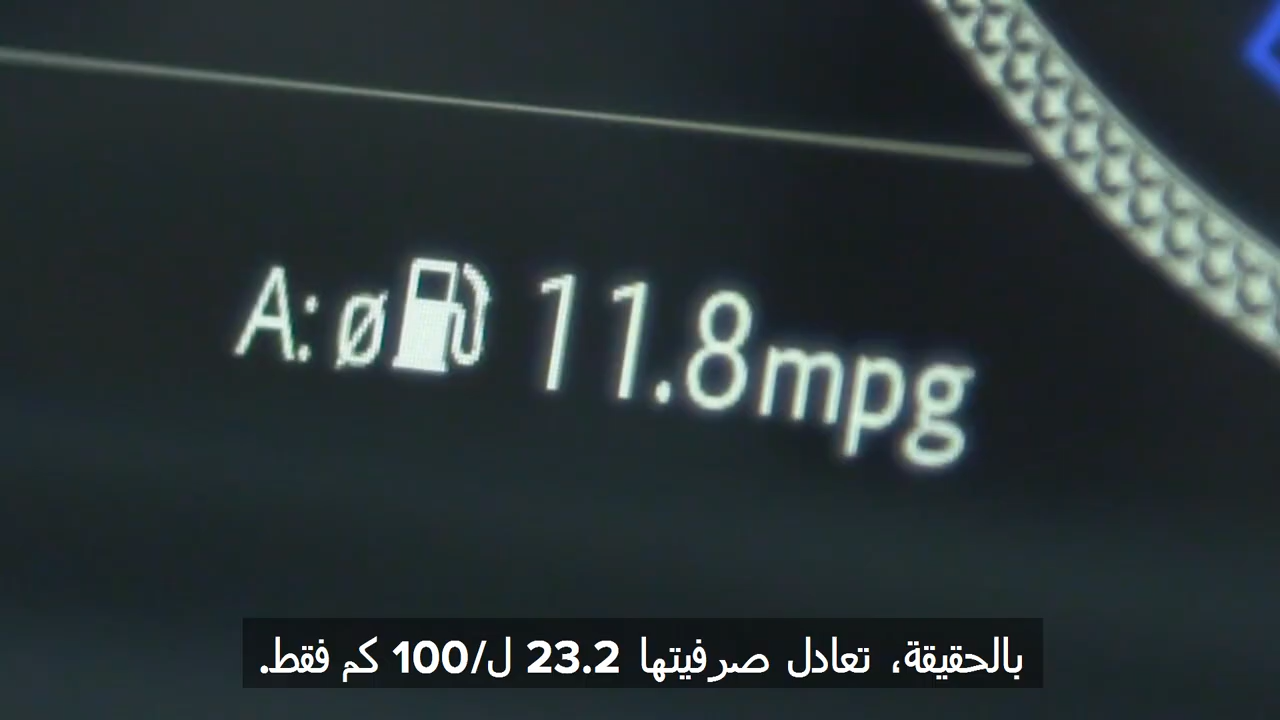 A: ø 11.8mpg
بالحقيقة، تعادل صرفيتها 23.2 ل/100 كم فقط.